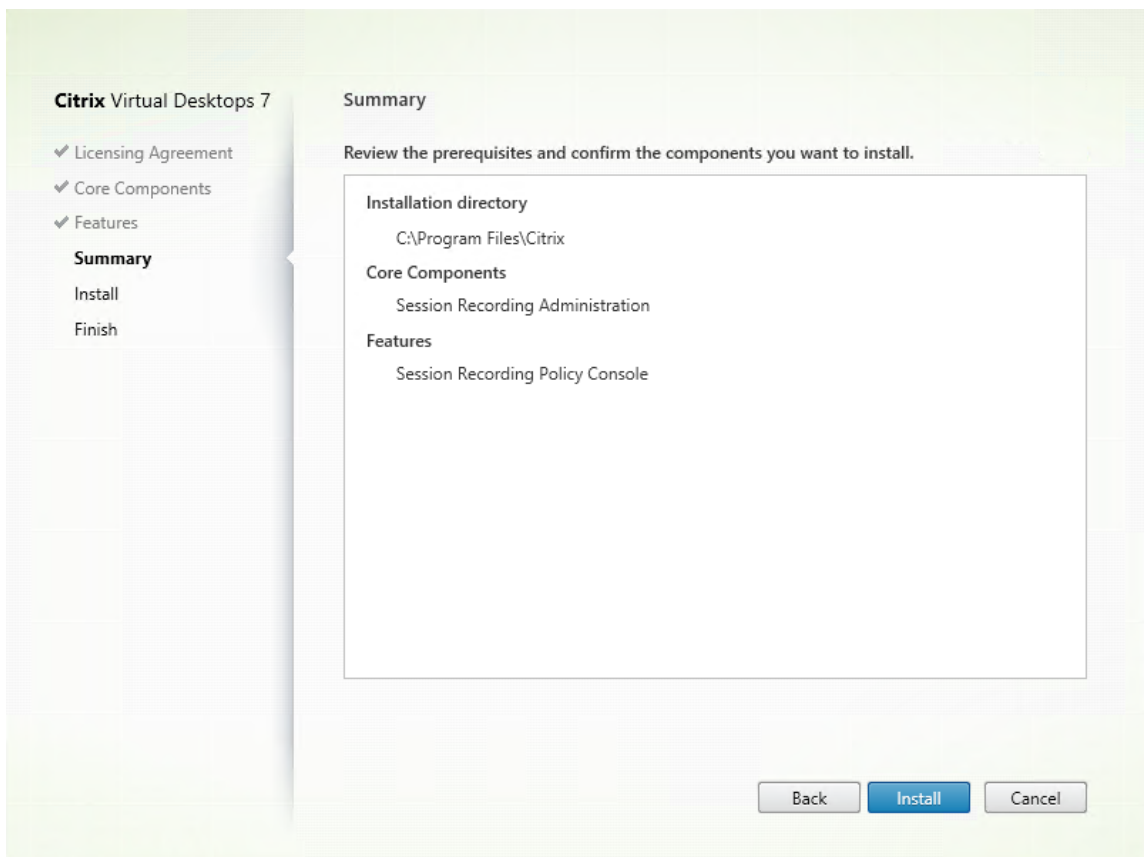 Citrix Virtual Desktops 7
Licensing Agreement
Core Components
Features
Summary
Install
Finish
Summary
Review the prerequisites and confirm the components you want to install.
Installation directory
C:\Program Files\Citrix
Core Components
Session Recording Administration
Features
Session Recording Policy Console
Back
Install
Cancel